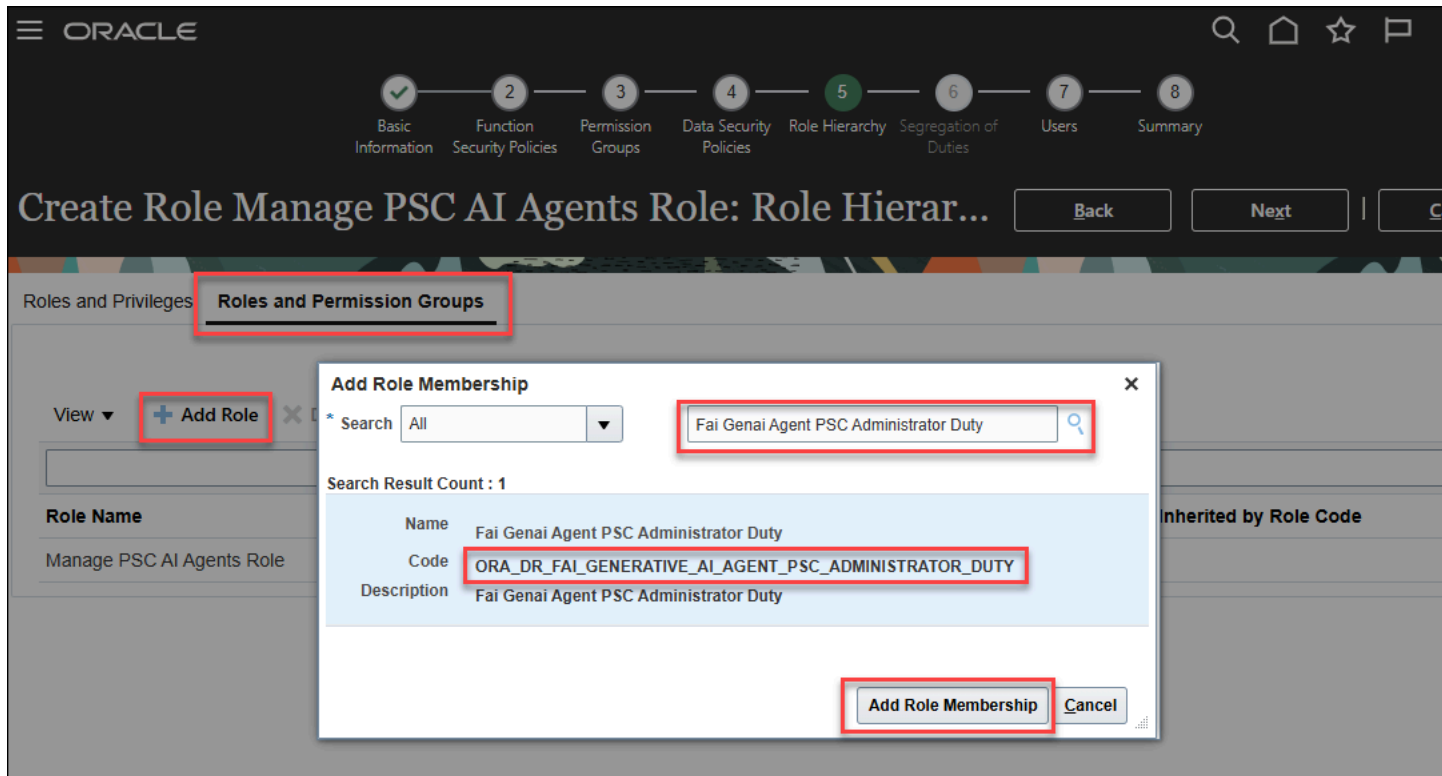 ORACLE
2 3 4 5 6 7 8
Basic Information
Function Security Policies
Permission Groups
Data Security Policies
Role Hierarchy
Segregation of Duties
Users
Summary
Create Role Manage PSC AI Agents Role: Role Hierar...
Back
Next
Roles and Privileges
Roles and Permission Groups
View
Add Role
Add Role Membership
* Search All
Fai Genai Agent PSC Administrator Duty
Search Result Count : 1
Name Fai Genai Agent PSC Administrator Duty
Code ORA_DR_FAI_GENERATIVE_AI_AGENT_PSC_ADMINISTRATOR_DUTY
Description Fai Genai Agent PSC Administrator Duty
Add Role Membership
Cancel
Role Name
Inherited by Role Code
Manage PSC AI Agents Role